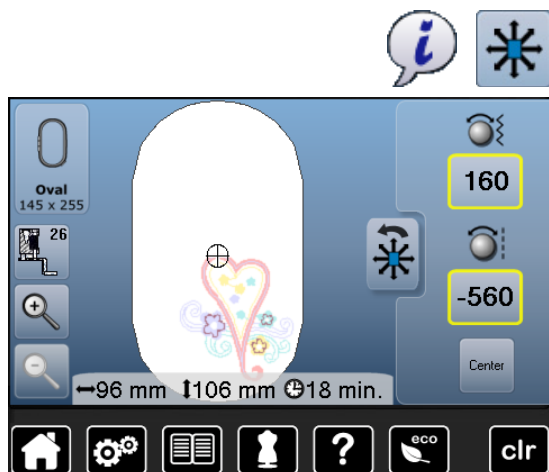 i
Oval
145 x 255
26
160
-560
Center
96 mm 106 mm 18 min.
? eco clr